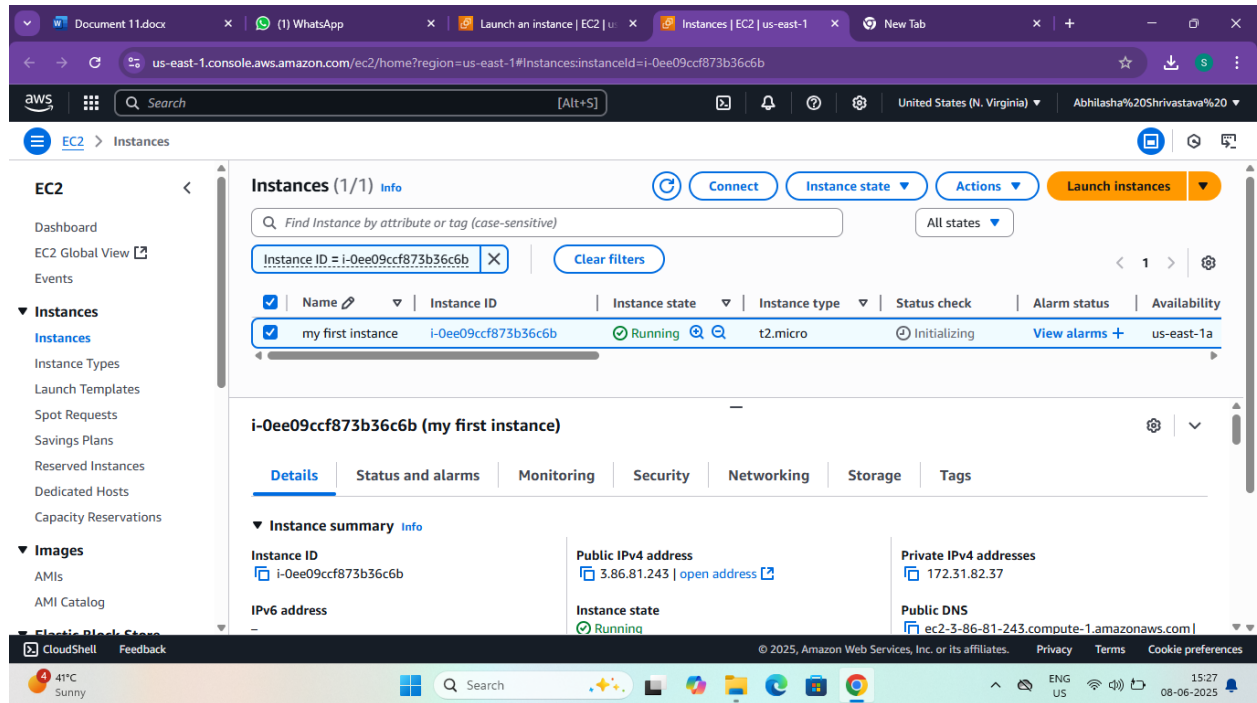 Document 11.docx
(1) WhatsApp
Launch an instance | EC2 | us
Instances | EC2 | us-east-1
New Tab
us-east-1.console.aws.amazon.com/ec2/home?region=us-east-1#Instances:instanceId=i-0ee09ccf873b36c6b
S
aws
Search
[Alt+S]
United States (N. Virginia)
Abhilasha%20Shrivastava%20
EC2 > Instances
EC2
Dashboard
EC2 Global View
Events
Instances
Instances
Instance Types
Launch Templates
Spot Requests
Savings Plans
Reserved Instances
Dedicated Hosts
Capacity Reservations
Images
AMIs
AMI Catalog
Elastic Block Store
Instances (1/1) Info
Connect
Instance state
Actions
Launch instances
Find Instance by attribute or tag (case-sensitive)
All states
Instance ID = i-0ee09ccf873b36c6b
Clear filters
1
Name Instance ID Instance state Instance type Status check Alarm status Availability
my first instance i-0ee09ccf873b36c6b Running t2.micro Initializing View alarms + us-east-1a
i-0ee09ccf873b36c6b (my first instance)
Details Status and alarms Monitoring Security Networking Storage Tags
Instance summary Info
Instance ID
i-0ee09ccf873b36c6b
Public IPv4 address
3.86.81.243 | open address
Private IPv4 addresses
172.31.82.37
IPv6 address
–
Instance state
Running
Public DNS
ec2-3-86-81-243.compute-1.amazonaws.com |
CloudShell Feedback
© 2025, Amazon Web Services, Inc. or its affiliates. Privacy Terms Cookie preferences
4
41°C
Sunny
Search
ENG
US
15:27
08-06-2025